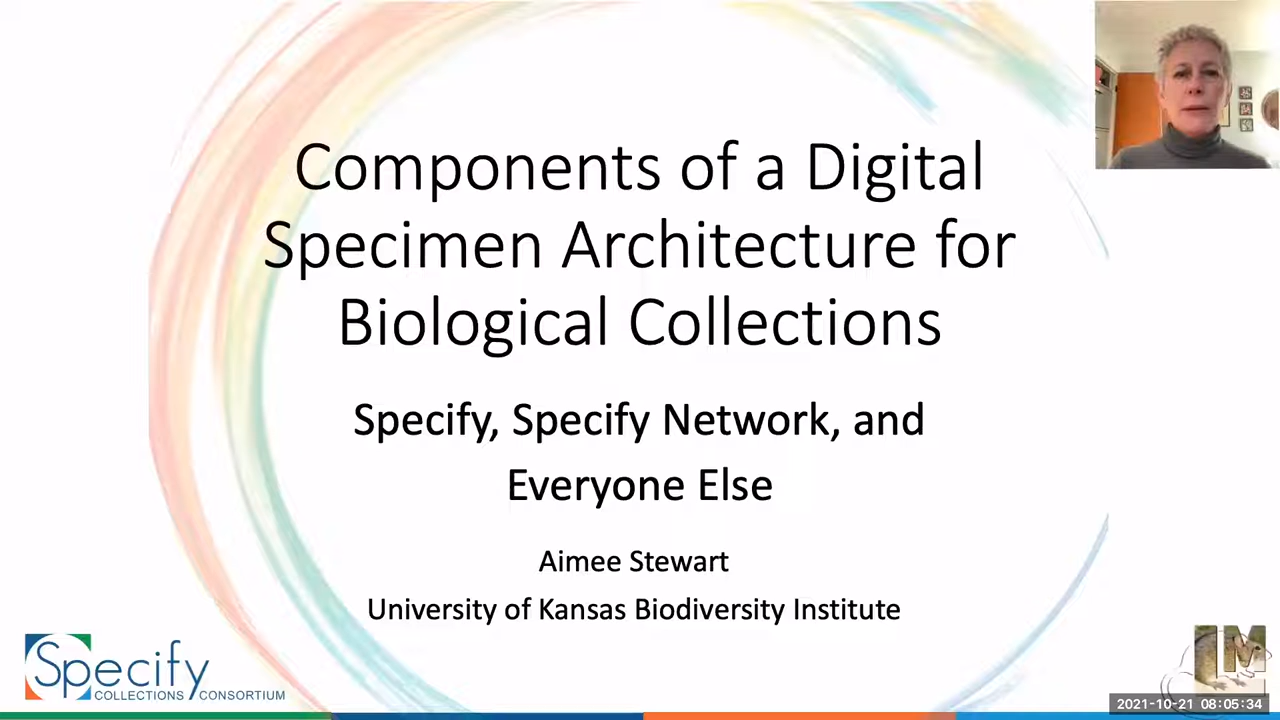 Components of a Digital
Specimen Architecture for
Biological Collections
Specify, Specify Network, and
Everyone Else
Aimee Stewart
University of Kansas Biodiversity Institute
Specify
COLLECTIONS CONSORTIUM
LM
2021-10-21 08:05:34